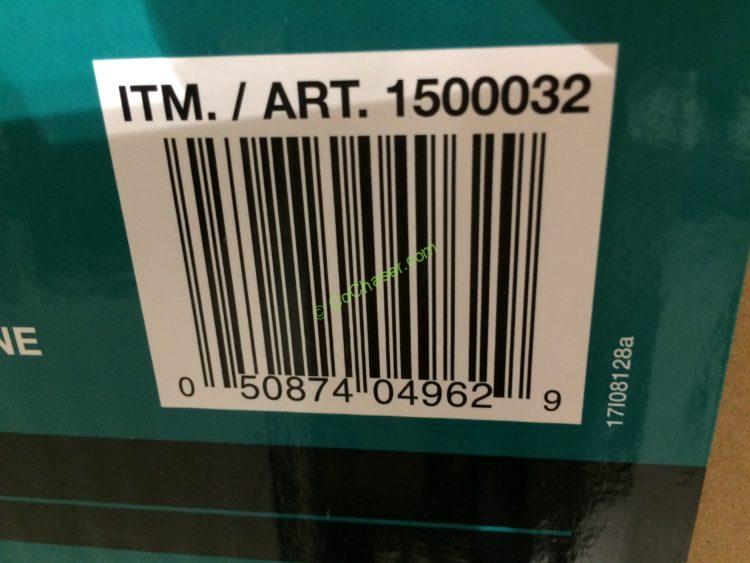 ITM. / ART. 1500032
© CoChaser.com
NE
0 50874 04962 9
17I08128a